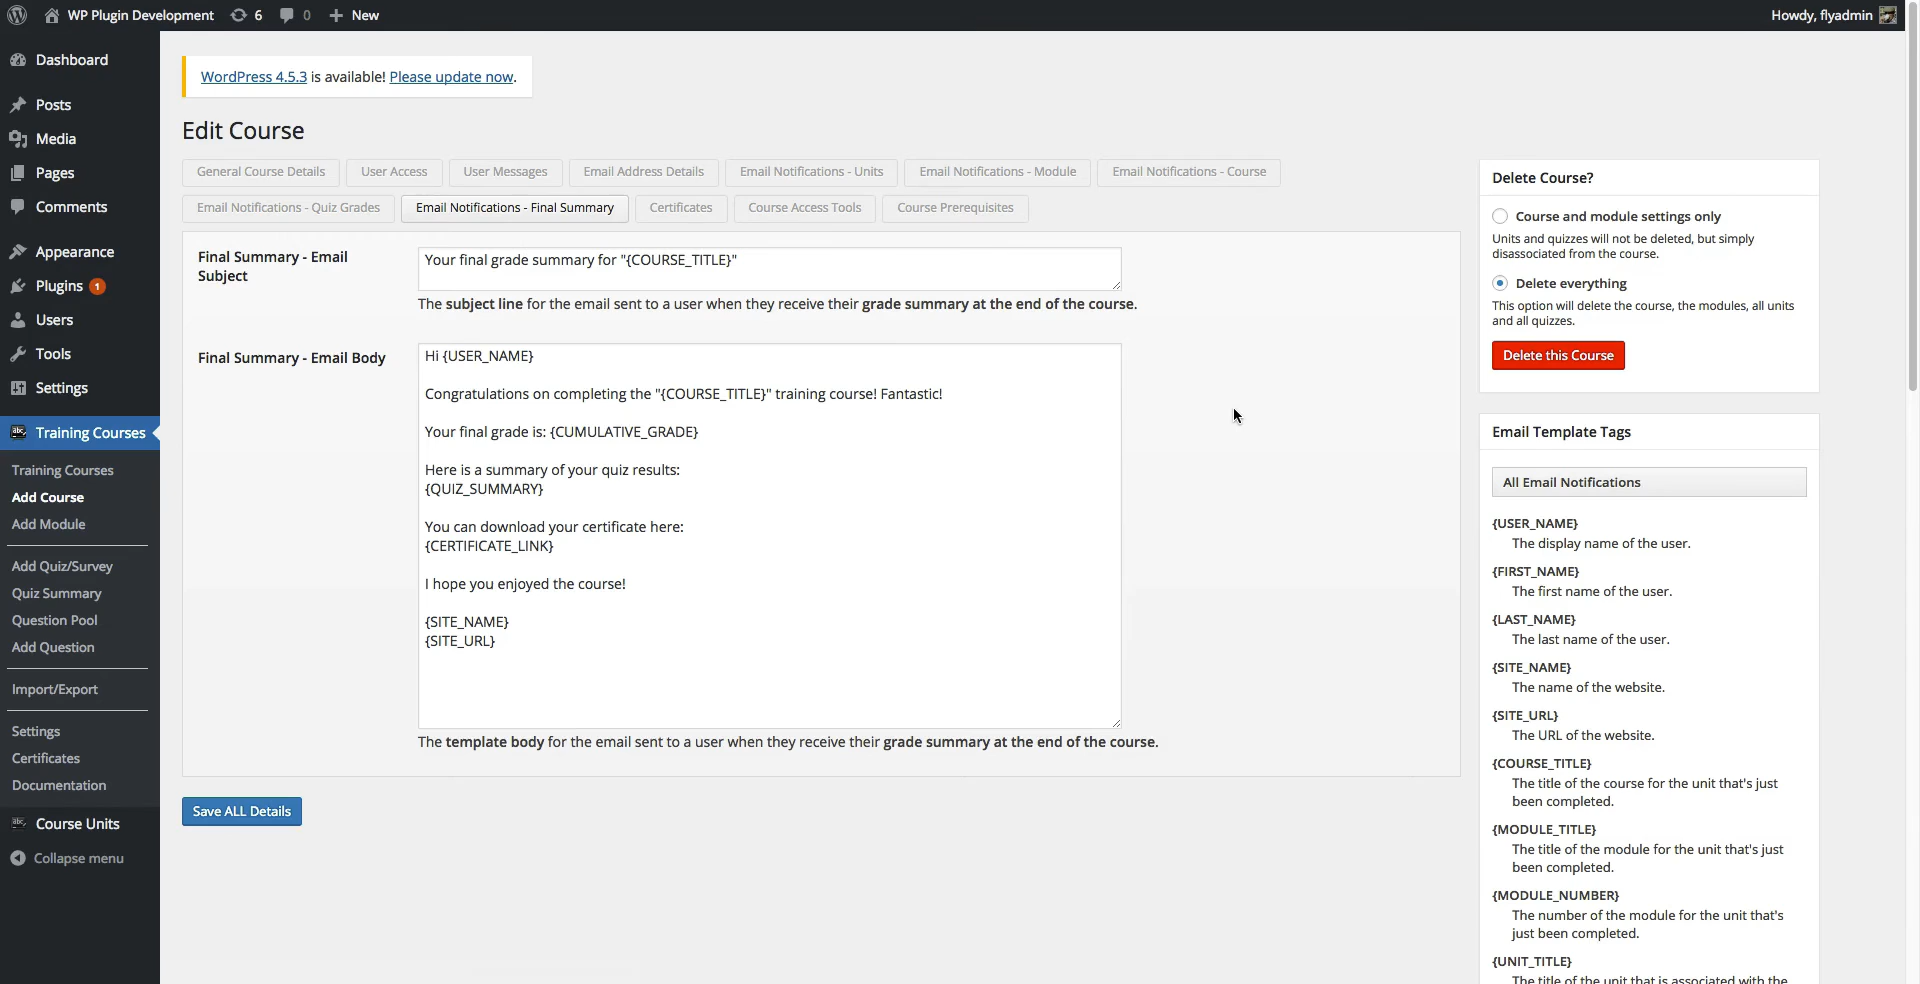 WP Plugin Development 6 0 New
Howdy, flyadmin
Dashboard
Posts
Media
Pages
Comments
Appearance
Plugins 1
Users
Tools
Settings
Training Courses
Training Courses
Add Course
Add Module
Add Quiz/Survey
Quiz Summary
Question Pool
Add Question
Import/Export
Settings
Certificates
Documentation
Course Units
Collapse menu
WordPress 4.5.3 is available! Please update now.
Edit Course
General Course Details User Access User Messages Email Address Details Email Notifications - Units Email Notifications - Module Email Notifications - Course
Email Notifications - Quiz Grades Email Notifications - Final Summary Certificates Course Access Tools Course Prerequisites
Final Summary - Email
Subject
Your final grade summary for "{COURSE_TITLE}"
The subject line for the email sent to a user when they receive their grade summary at the end of the course.
Final Summary - Email Body
Hi {USER_NAME}
Congratulations on completing the "{COURSE_TITLE}" training course! Fantastic!
Your final grade is: {CUMULATIVE_GRADE}
Here is a summary of your quiz results:
{QUIZ_SUMMARY}
You can download your certificate here:
{CERTIFICATE_LINK}
I hope you enjoyed the course!
{SITE_NAME}
{SITE_URL}
The template body for the email sent to a user when they receive their grade summary at the end of the course.
Save ALL Details
Delete Course?
Course and module settings only
Units and quizzes will not be deleted, but simply
disassociated from the course.
Delete everything
This option will delete the course, the modules, all units
and all quizzes.
Delete this Course
Email Template Tags
All Email Notifications
{USER_NAME}
The display name of the user.
{FIRST_NAME}
The first name of the user.
{LAST_NAME}
The last name of the user.
{SITE_NAME}
The name of the website.
{SITE_URL}
The URL of the website.
{COURSE_TITLE}
The title of the course for the unit that's just
been completed.
{MODULE_TITLE}
The title of the module for the unit that's just
been completed.
{MODULE_NUMBER}
The number of the module for the unit that's
just been completed.
{UNIT_TITLE}
The title of the unit that is associated with the